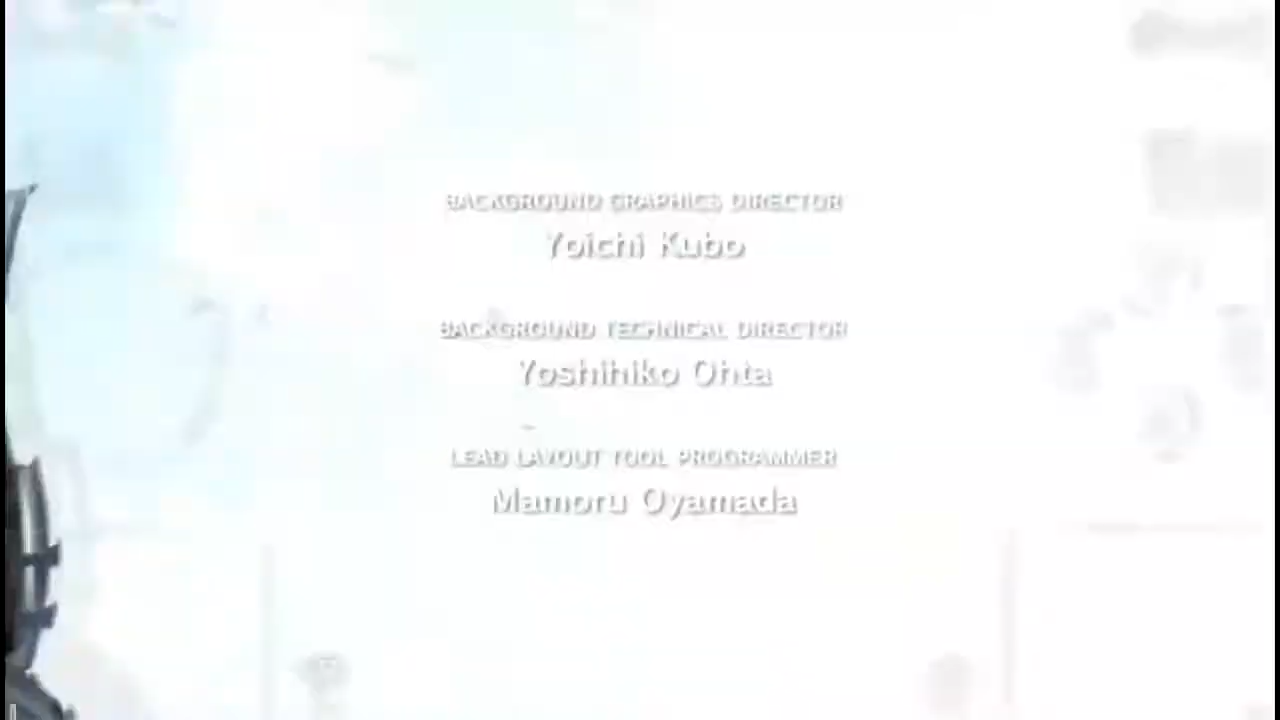 BACKGROUND GRAPHICS DIRECTOR
Yoichi Kubo
BACKGROUND TECHNICAL DIRECTOR
Yoshihiko Ohta
LEAD LAYOUT TOOL PROGRAMMER
Mamoru Oyamada